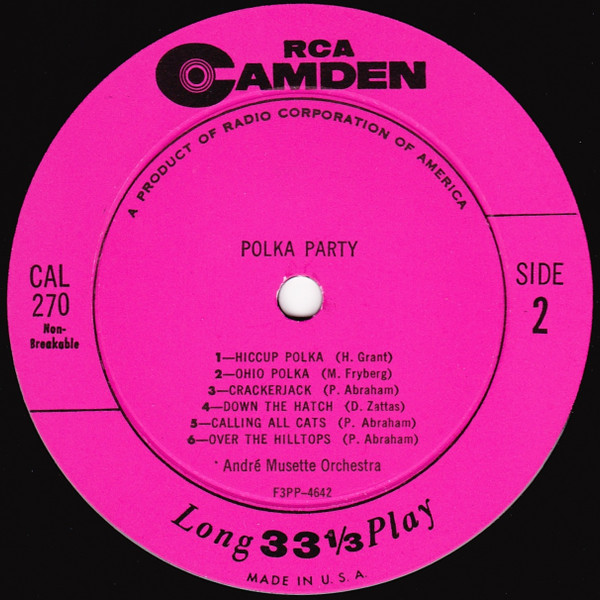 RCA
CAMDEN
A PRODUCT OF RADIO CORPORATION OF AMERICA
POLKA PARTY
CAL
270
Non-
Breakable
SIDE
2
1—HICCUP POLKA (H. Grant)
2—OHIO POLKA (M. Fryberg)
3—CRACKERJACK (P. Abraham)
4—DOWN THE HATCH (D. Zattas)
5—CALLING ALL CATS (P. Abraham)
6—OVER THE HILLTOPS (P. Abraham)
André Musette Orchestra
F3PP-4642
Long 33 1/3 Play
MADE IN U. S. A.